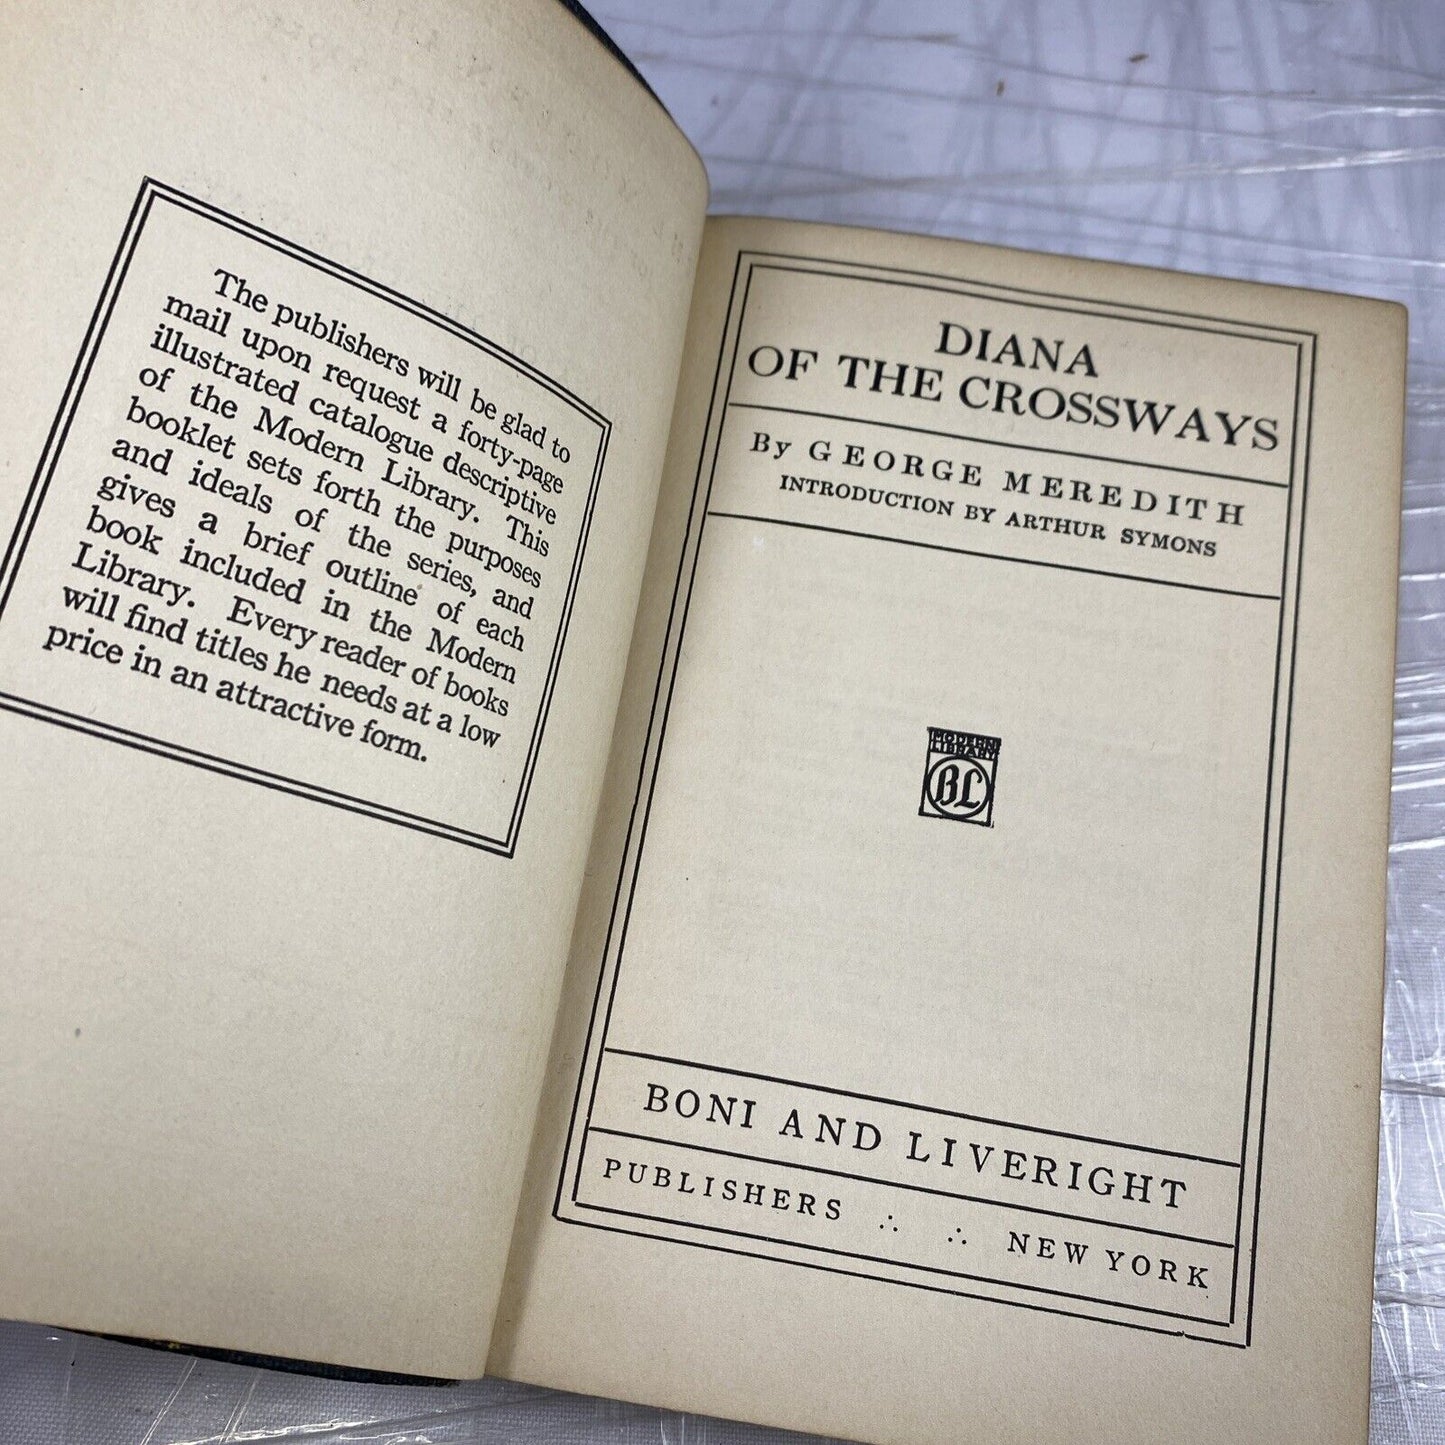 The publishers will be glad to
mail upon request a forty-page
illustrated catalogue descriptive
of the Modern Library. This
booklet sets forth the purposes
and ideals of the series, and
gives a brief outline of each
book included in the Modern
Library. Every reader of books
will find titles he needs at a low
price in an attractive form.
DIANA
OF THE CROSSWAYS
By GEORGE MEREDITH
INTRODUCTION BY ARTHUR SYMONS
MODERN
LIBRARY
BL
BONI AND LIVERIGHT
PUBLISHERS ∴ ∴ NEW YORK